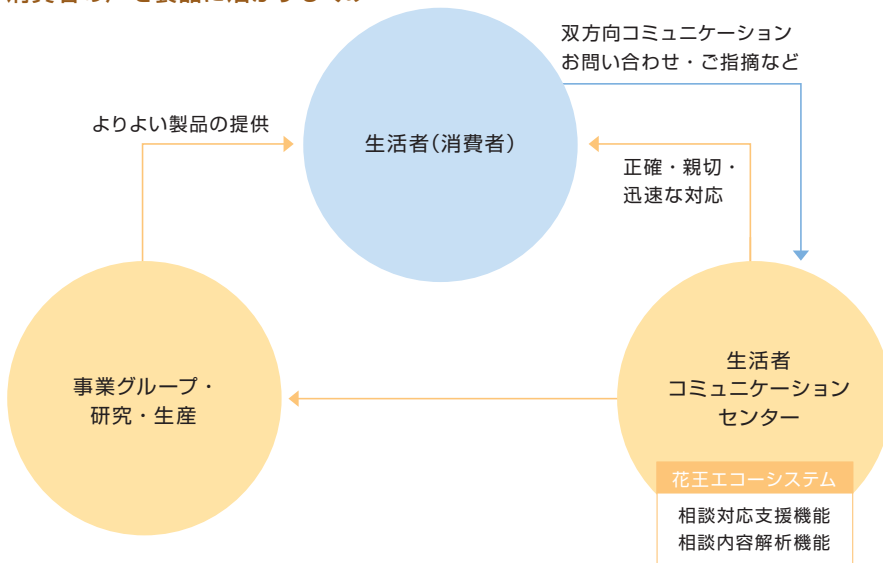 双方向コミュニケーション
お問い合わせ・ご指摘など
よりよい製品の提供
生活者（消費者）
正確・親切・
迅速な対応
事業グループ・
研究・生産
生活者
コミュニケーション
センター
花王エコーシステム
相談対応支援機能
相談内容解析機能